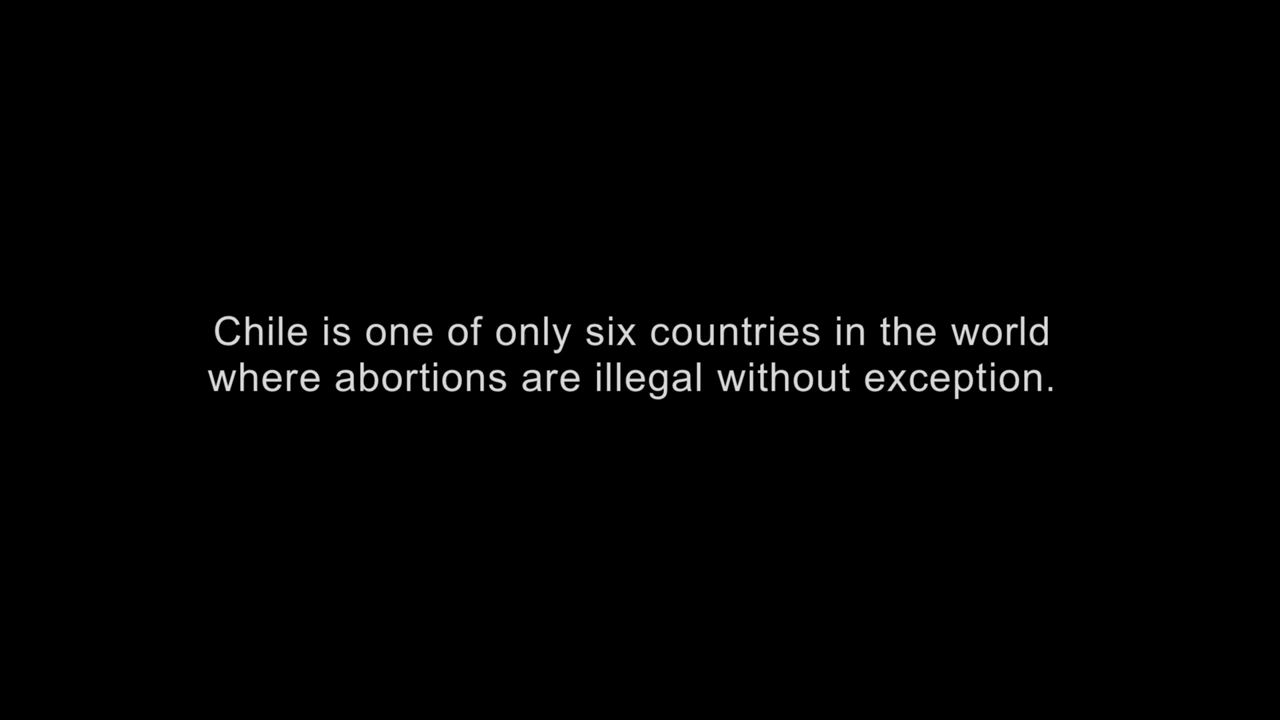 Chile is one of only six countries in the world
where abortions are illegal without exception.